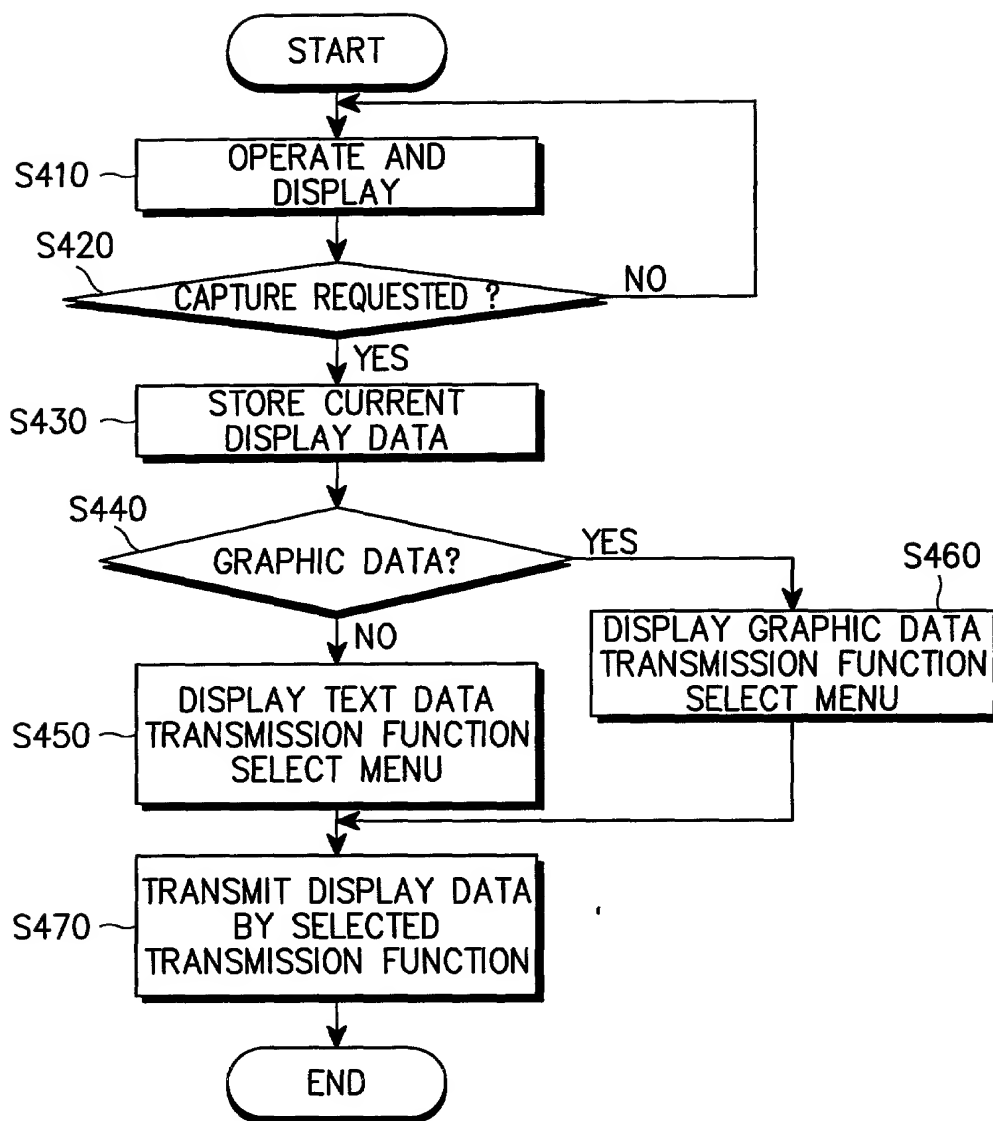 START
S410
OPERATE AND
DISPLAY
S420
CAPTURE REQUESTED ?
NO
YES
S430
STORE CURRENT
DISPLAY DATA
S440
GRAPHIC DATA?
YES
NO
S460
DISPLAY GRAPHIC DATA
TRANSMISSION FUNCTION
SELECT MENU
S450
DISPLAY TEXT DATA
TRANSMISSION FUNCTION
SELECT MENU
S470
TRANSMIT DISPLAY DATA
BY SELECTED
TRANSMISSION FUNCTION
END